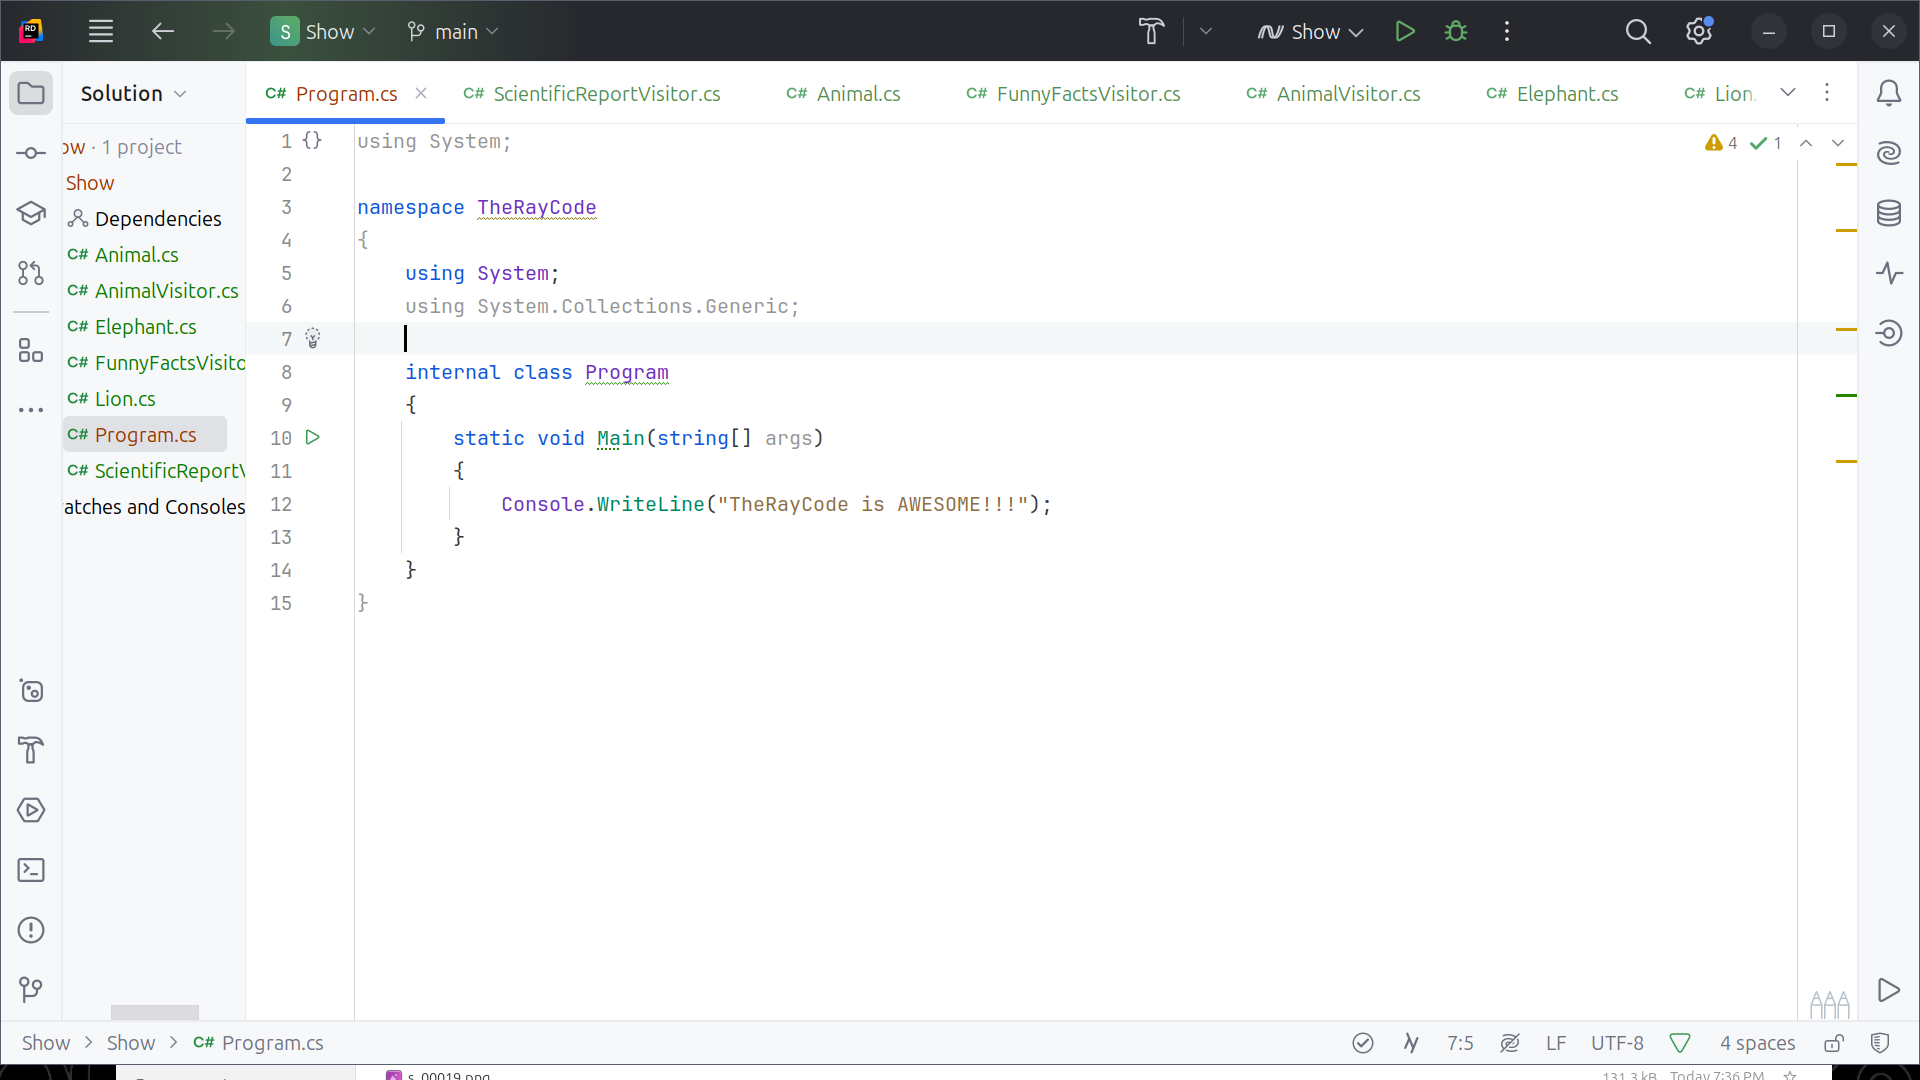 RD
S Show main Show
Solution
C# Program.cs C# ScientificReportVisitor.cs C# Animal.cs C# FunnyFactsVisitor.cs C# AnimalVisitor.cs C# Elephant.cs C# Lion.
ow · 1 project
Show
Dependencies
C# Animal.cs
C# AnimalVisitor.cs
C# Elephant.cs
C# FunnyFactsVisito
C# Lion.cs
C# Program.cs
C# ScientificReportV
atches and Consoles
4 1
1 {} using System;
2
3 namespace TheRayCode
4 {
5 using System;
6 using System.Collections.Generic;
7
8 internal class Program
9 {
10 static void Main(string[] args)
11 {
12 Console.WriteLine("TheRayCode is AWESOME!!!");
13 }
14 }
15 }
Show > Show > C# Program.cs 7:5 LF UTF-8 4 spaces
s_00019.png 131.3 kB Today 7:36 PM